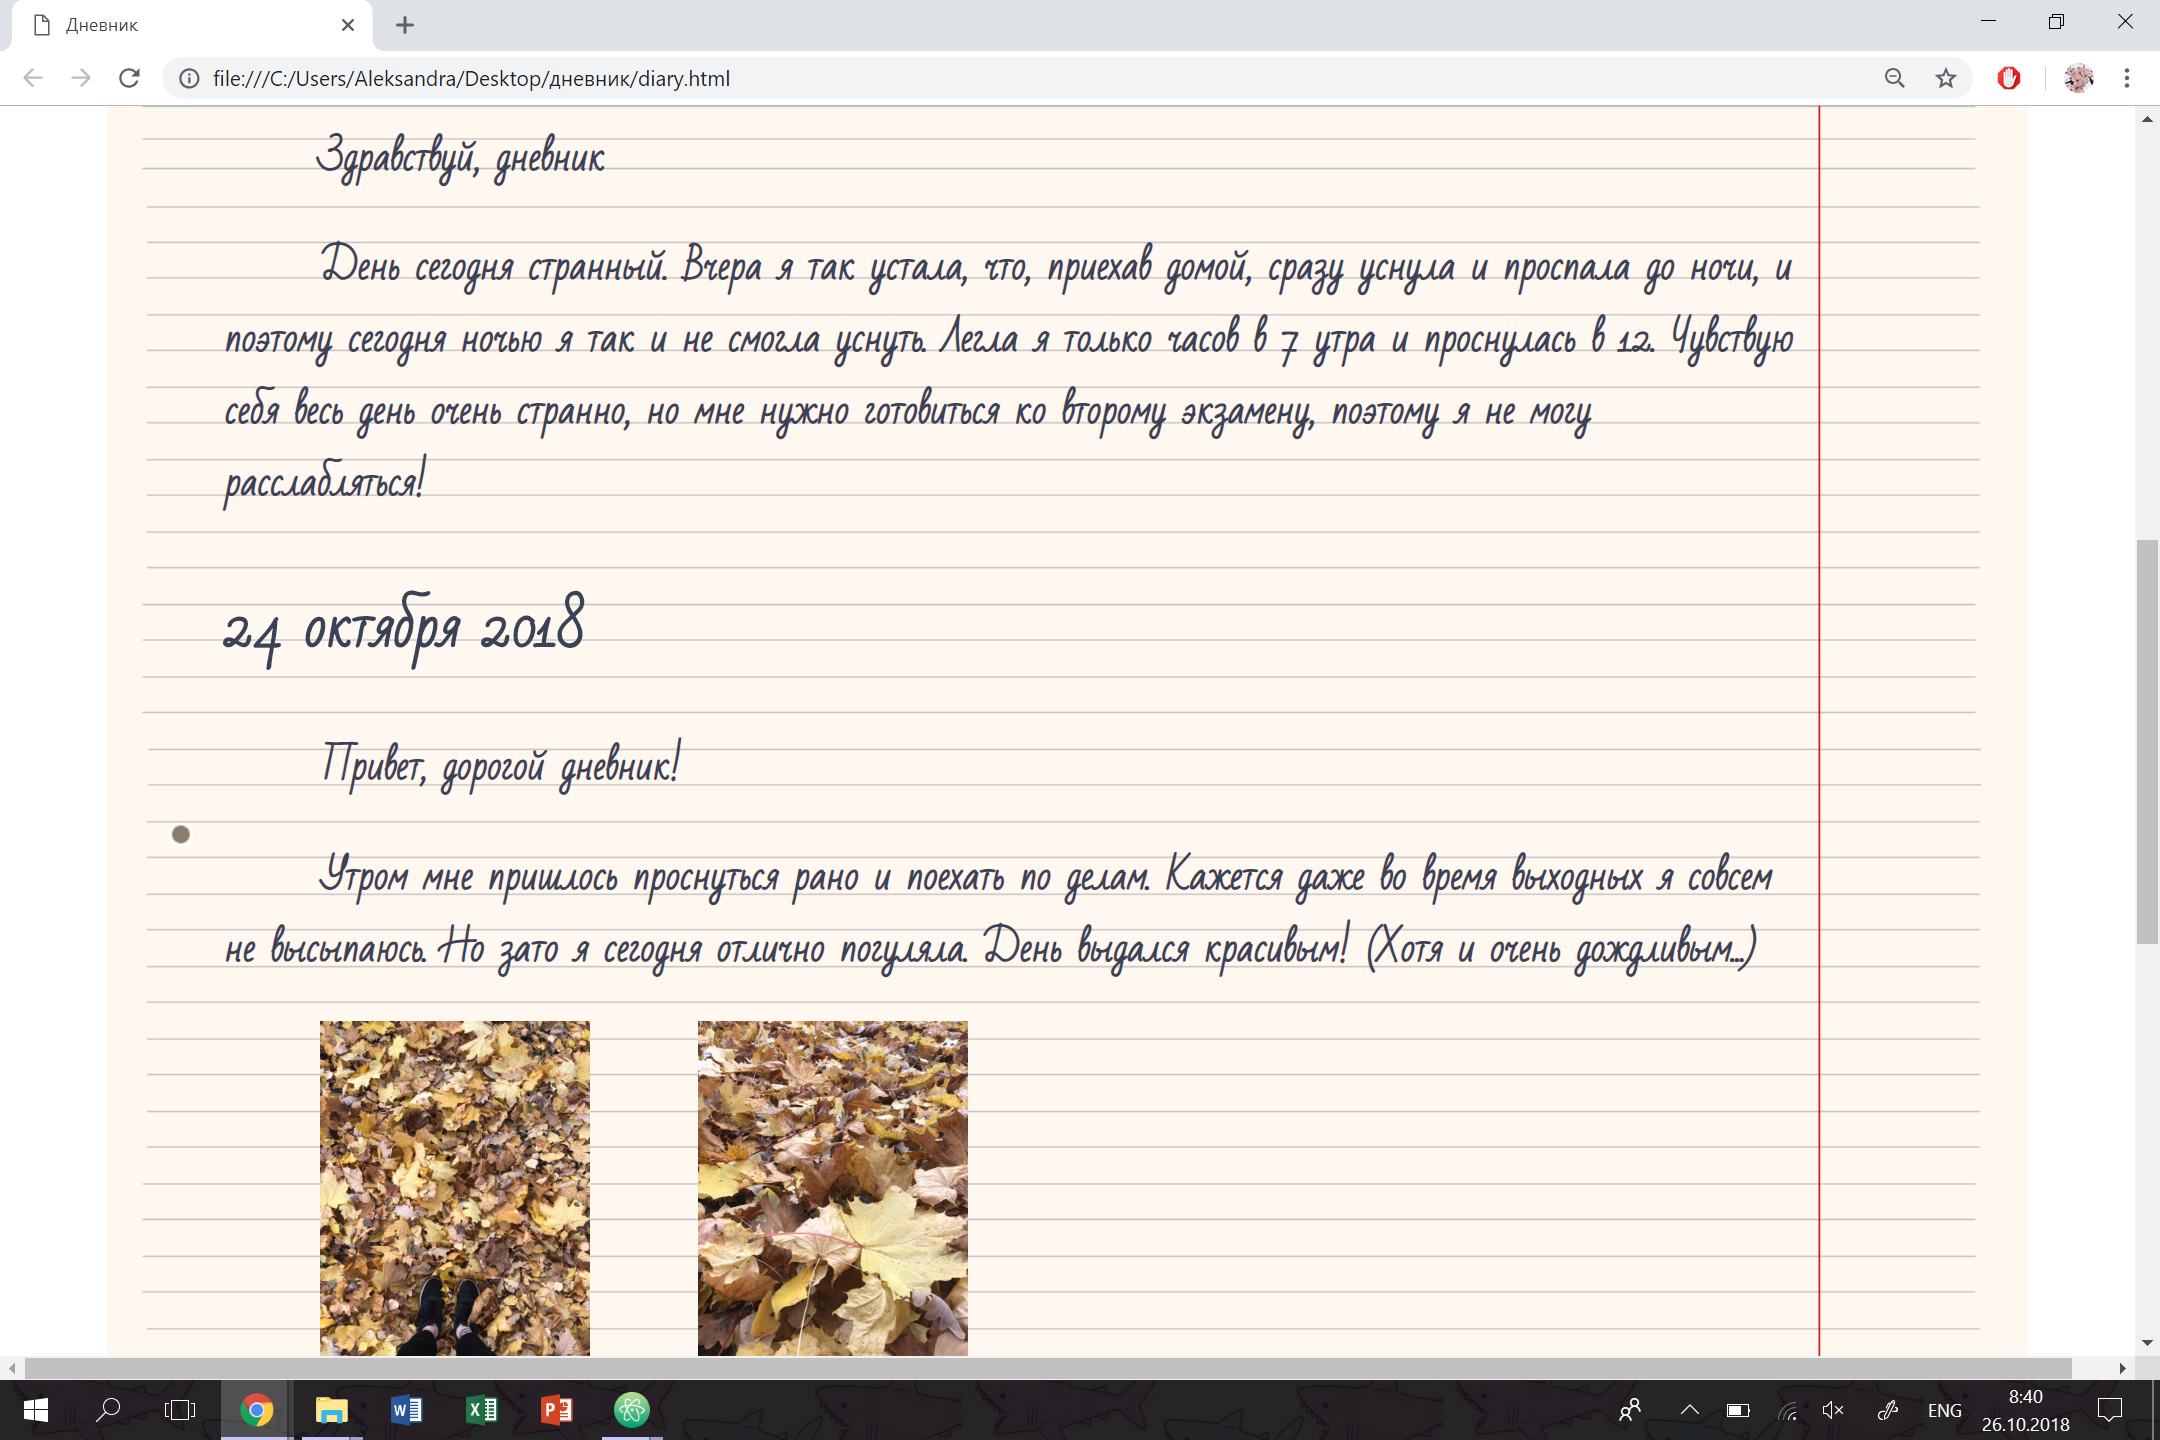 Дневник
file:///C:/Users/Aleksandra/Desktop/дневник/diary.html
Здравствуй, дневник
День сегодня странный. Вчера я так устала, что, приехав домой, сразу уснула и проспала до ночи, и
поэтому сегодня ночью я так и не смогла уснуть. Легла я только часов в 7 утра и проснулась в 12. Чувствую
себя весь день очень странно, но мне нужно готовиться ко второму экзамену, поэтому я не могу
расслабляться!
24 октября 2018
Привет, дорогой дневник!
Утром мне пришлось проснуться рано и поехать по делам. Кажется даже во время выходных я совсем
не высыпаюсь. Но зато я сегодня отлично погуляла. День выдался красивым! (Хотя и очень дождливым...)
ENG
8:40
26.10.2018